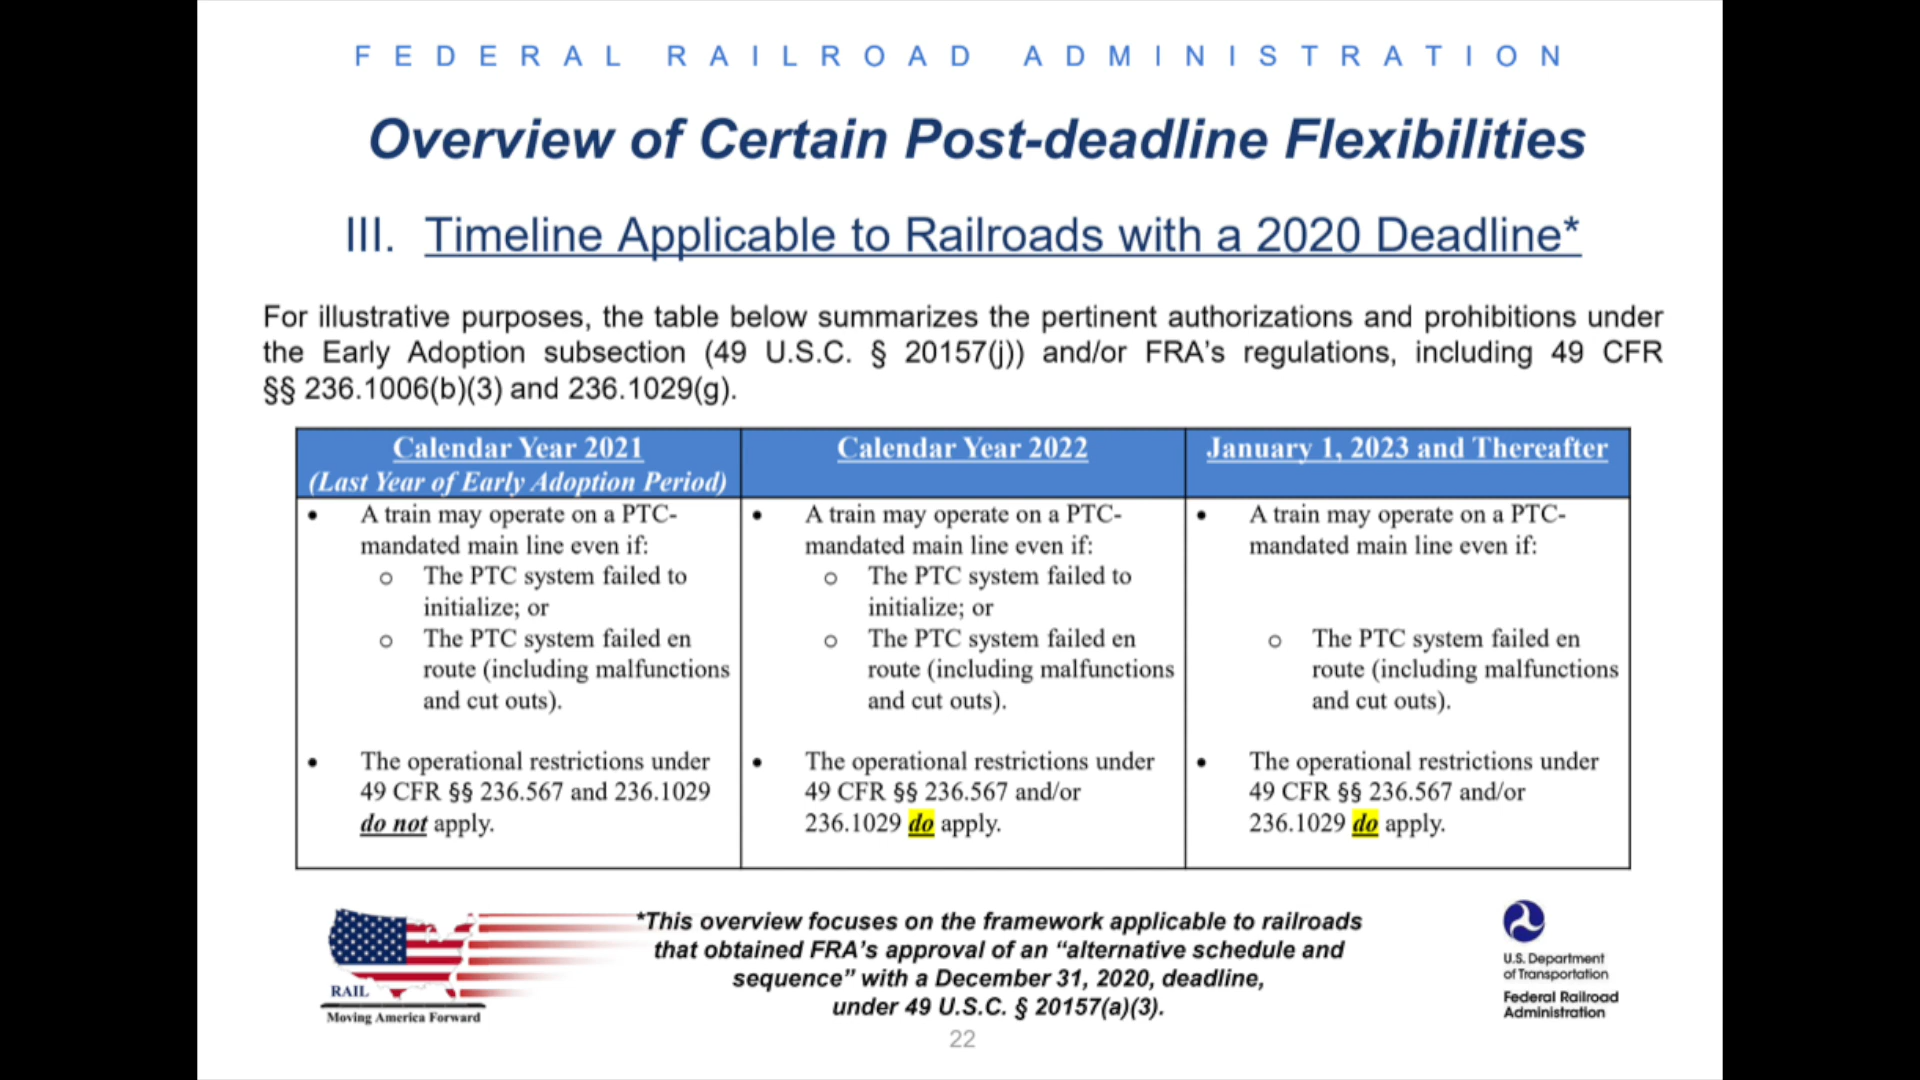 FEDERAL RAILROAD ADMINISTRATION
Overview of Certain Post-deadline Flexibilities
III. Timeline Applicable to Railroads with a 2020 Deadline*
For illustrative purposes, the table below summarizes the pertinent authorizations and prohibitions under
the Early Adoption subsection (49 U.S.C. § 20157(j)) and/or FRA's regulations, including 49 CFR
§§ 236.1006(b)(3) and 236.1029(g).
Calendar Year 2021
(Last Year of Early Adoption Period)
• A train may operate on a PTC-
mandated main line even if:
o The PTC system failed to
initialize; or
o The PTC system failed en
route (including malfunctions
and cut outs).
• The operational restrictions under
49 CFR §§ 236.567 and 236.1029
do not apply.
Calendar Year 2022
• A train may operate on a PTC-
mandated main line even if:
o The PTC system failed to
initialize; or
o The PTC system failed en
route (including malfunctions
and cut outs).
• The operational restrictions under
49 CFR §§ 236.567 and/or
236.1029 do apply.
January 1, 2023 and Thereafter
• A train may operate on a PTC-
mandated main line even if:
o The PTC system failed en
route (including malfunctions
and cut outs).
• The operational restrictions under
49 CFR §§ 236.567 and/or
236.1029 do apply.
RAIL
Moving America Forward
*This overview focuses on the framework applicable to railroads
that obtained FRA's approval of an "alternative schedule and
sequence" with a December 31, 2020, deadline,
under 49 U.S.C. § 20157(a)(3).
22
U.S. Department
of Transportation
Federal Railroad
Administration